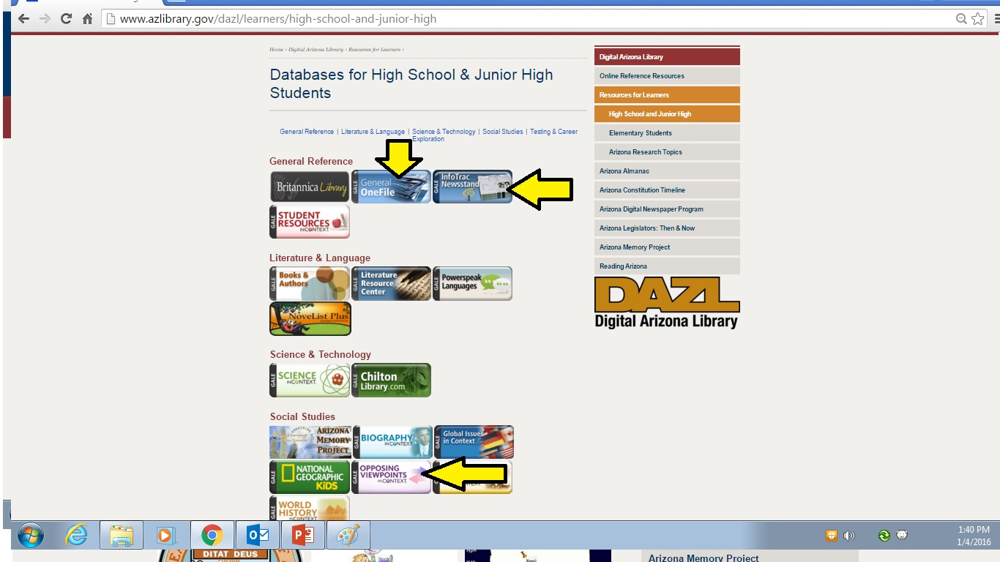 www.azlibrary.gov/dazl/learners/high-school-and-junior-high
Home › Digital Arizona Library › Resources for Learners ›
Databases for High School & Junior High
Students
General Reference | Literature & Language | Science & Technology | Social Studies | Testing & Career
Exploration
General Reference
Britannica Library
GALE General OneFile
GALE InfoTrac Newsstand
GALE STUDENT RESOURCES IN CONTEXT
Literature & Language
GALE Books & Authors
GALE Literature Resource Center
GALE Powerspeak Languages
NoveList Plus
Science & Technology
GALE SCIENCE IN CONTEXT
GALE Chilton Library.com
Social Studies
ARIZONA MEMORY PROJECT
GALE BIOGRAPHY IN CONTEXT
GALE Global Issues in Context
GALE NATIONAL GEOGRAPHIC KiDS
GALE OPPOSING VIEWPOINTS IN CONTEXT
GALE WORLD HISTORY IN CONTEXT
Digital Arizona Library
Online Reference Resources
Resources for Learners
High School and Junior High
Elementary Students
Arizona Research Topics
Arizona Almanac
Arizona Constitution Timeline
Arizona Digital Newspaper Program
Arizona Legislators: Then & Now
Arizona Memory Project
Reading Arizona
DAZL
Digital Arizona Library
1:40 PM
1/4/2016
DITAT DEUS
Arizona Memory Project